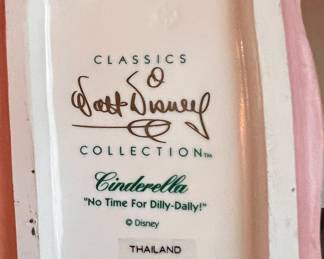 CLASSICS
Walt Disney
COLLECTION™
Cinderella
"No Time For Dilly-Dally!"
© Disney
THAILAND